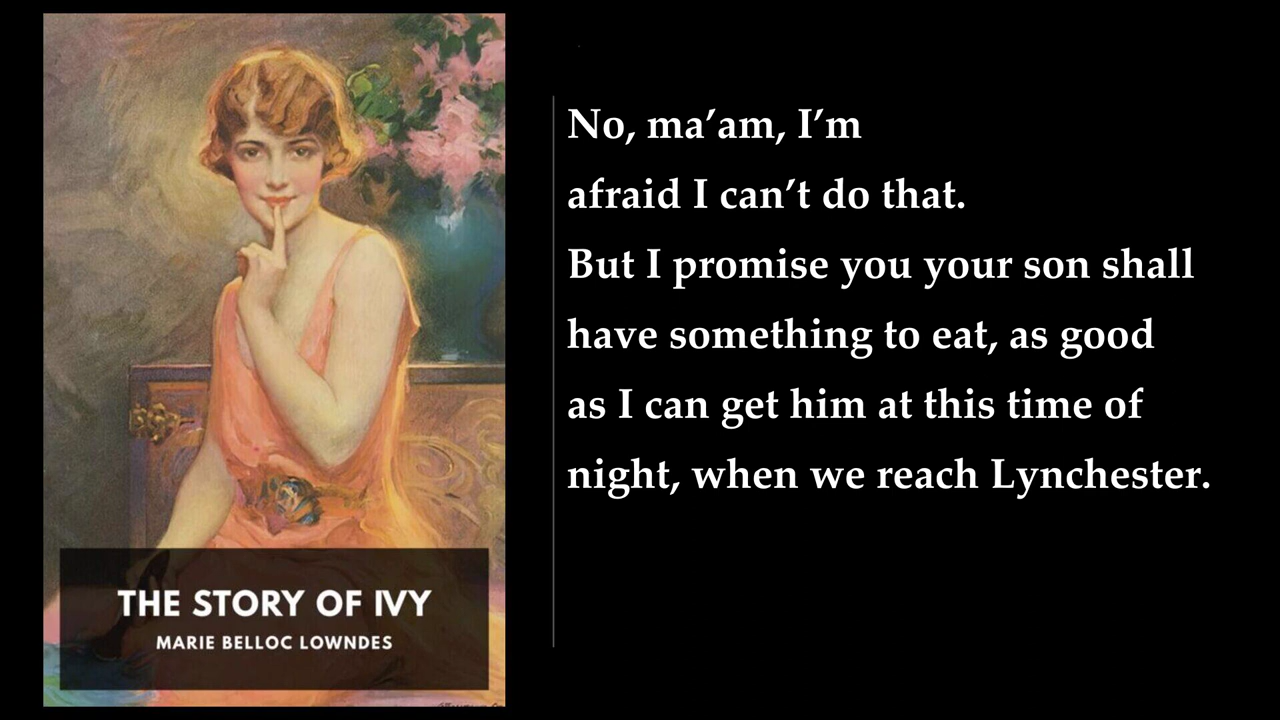 THE STORY OF IVY
MARIE BELLOC LOWNDES
No, ma’am, I’m
afraid I can’t do that.
But I promise you your son shall
have something to eat, as good
as I can get him at this time of
night, when we reach Lynchester.